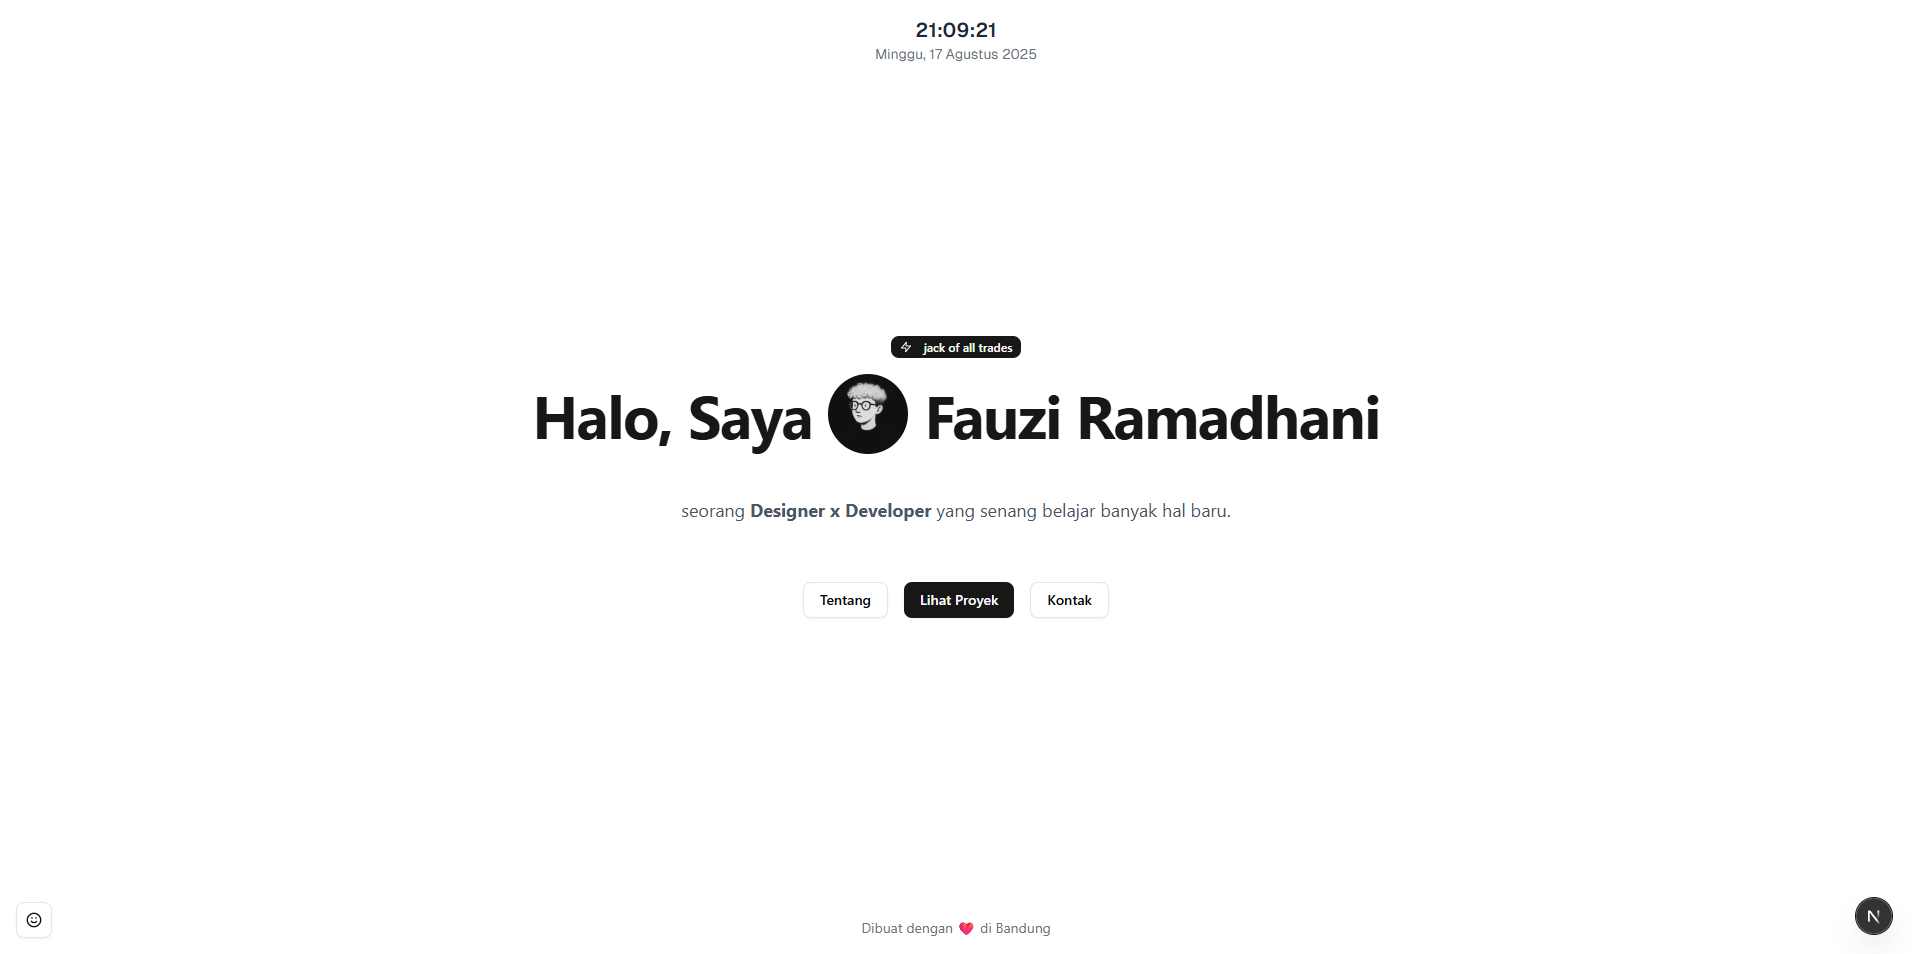 21:09:21
Minggu, 17 Agustus 2025
jack of all trades
Halo, Saya Fauzi Ramadhani
seorang Designer x Developer yang senang belajar banyak hal baru.
Tentang Lihat Proyek Kontak
Dibuat dengan ❤️ di Bandung
N